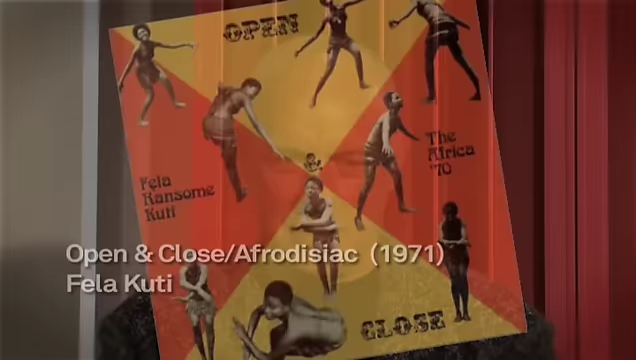 OPEN
&
The
Africa
'70
Fela
Ransome
Kuti
Open & Close/Afrodisiac (1971)
Fela Kuti
CLOSE